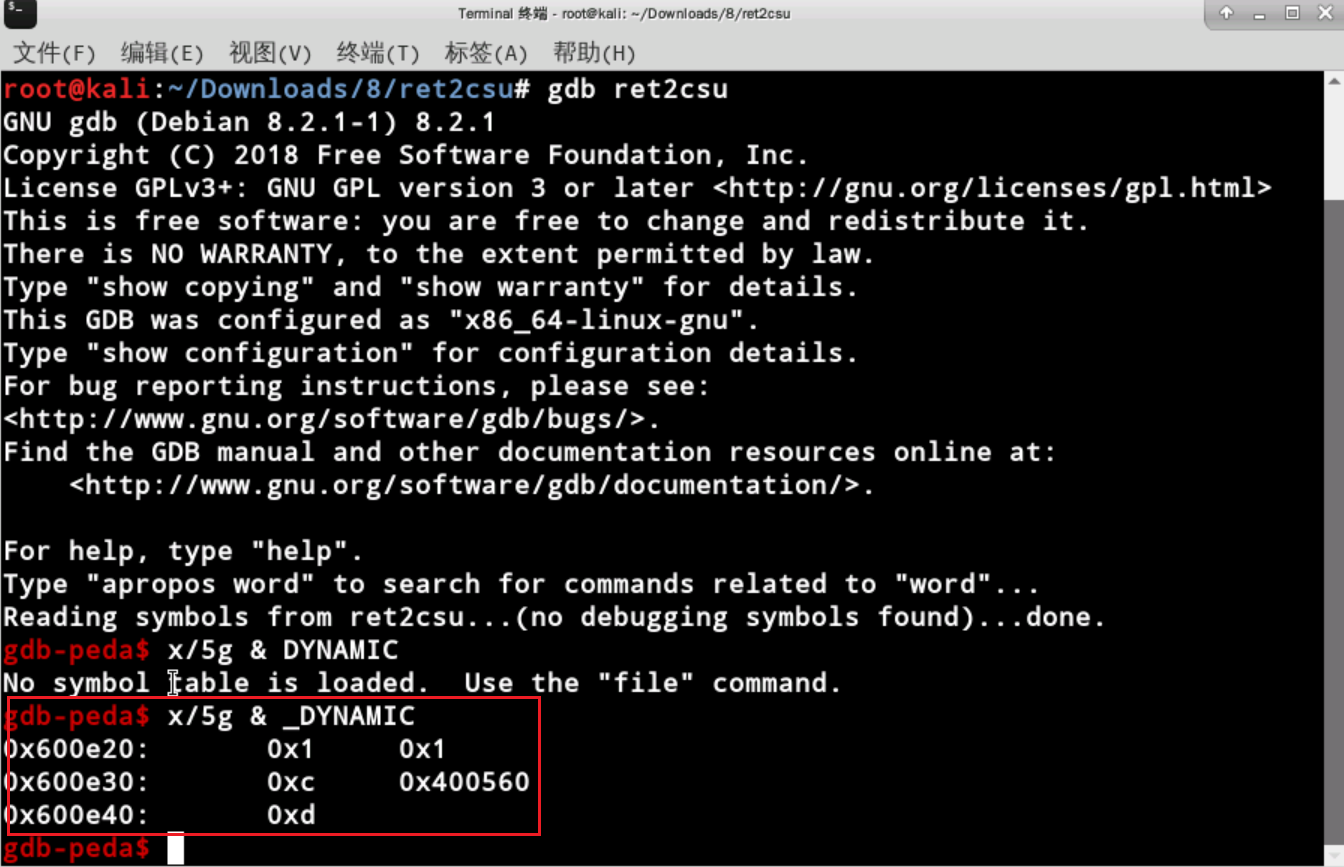 Terminal 终端 - root@kali: ~/Downloads/8/ret2csu
文件(F) 编辑(E) 视图(V) 终端(T) 标签(A) 帮助(H)
root@kali:~/Downloads/8/ret2csu# gdb ret2csu
GNU gdb (Debian 8.2.1-1) 8.2.1
Copyright (C) 2018 Free Software Foundation, Inc.
License GPLv3+: GNU GPL version 3 or later <http://gnu.org/licenses/gpl.html>
This is free software: you are free to change and redistribute it.
There is NO WARRANTY, to the extent permitted by law.
Type "show copying" and "show warranty" for details.
This GDB was configured as "x86_64-linux-gnu".
Type "show configuration" for configuration details.
For bug reporting instructions, please see:
<http://www.gnu.org/software/gdb/bugs/>.
Find the GDB manual and other documentation resources online at:
    <http://www.gnu.org/software/gdb/documentation/>.
For help, type "help".
Type "apropos word" to search for commands related to "word"...
Reading symbols from ret2csu...(no debugging symbols found)...done.
gdb-peda$ x/5g & DYNAMIC
No symbol table is loaded.  Use the "file" command.
gdb-peda$ x/5g & _DYNAMIC
0x600e20:       0x1     0x1
0x600e30:       0xc     0x400560
0x600e40:       0xd
gdb-peda$